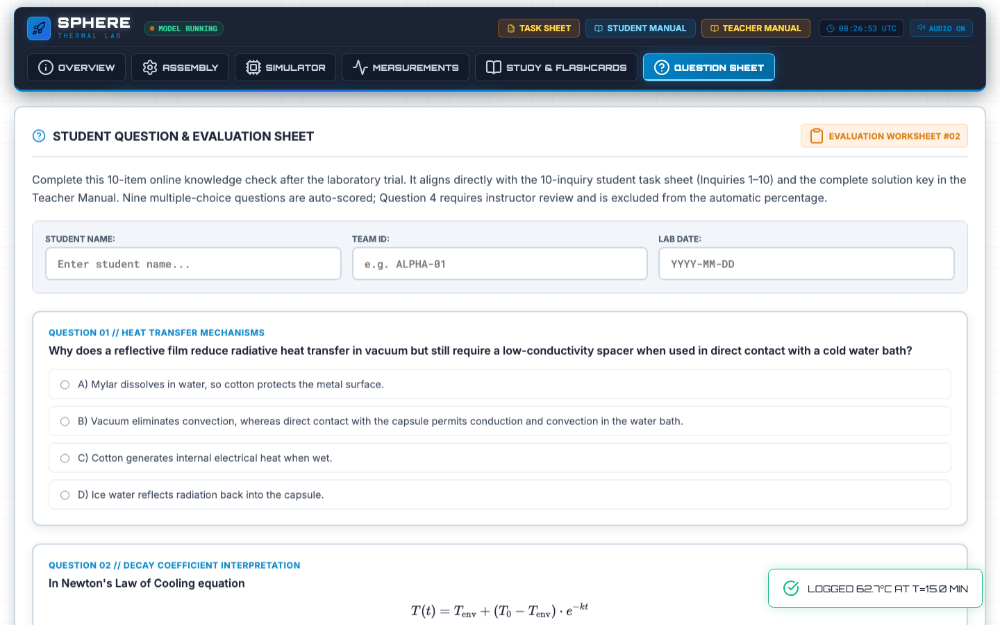 SPHERE
THERMAL LAB
MODEL RUNNING
TASK SHEET
STUDENT MANUAL
TEACHER MANUAL
08:26:53 UTC
AUDIO ON
OVERVIEW
ASSEMBLY
SIMULATOR
MEASUREMENTS
STUDY & FLASHCARDS
QUESTION SHEET
STUDENT QUESTION & EVALUATION SHEET
EVALUATION WORKSHEET #02
Complete this 10-item online knowledge check after the laboratory trial. It aligns directly with the 10-inquiry student task sheet (Inquiries 1–10) and the complete solution key in the
Teacher Manual. Nine multiple-choice questions are auto-scored; Question 4 requires instructor review and is excluded from the automatic percentage.
STUDENT NAME:
TEAM ID:
LAB DATE:
Enter student name...
e.g. ALPHA-01
YYYY-MM-DD
QUESTION 01 // HEAT TRANSFER MECHANISMS
Why does a reflective film reduce radiative heat transfer in vacuum but still require a low-conductivity spacer when used in direct contact with a cold water bath?
A) Mylar dissolves in water, so cotton protects the metal surface.
B) Vacuum eliminates convection, whereas direct contact with the capsule permits conduction and convection in the water bath.
C) Cotton generates internal electrical heat when wet.
D) Ice water reflects radiation back into the capsule.
QUESTION 02 // DECAY COEFFICIENT INTERPRETATION
In Newton's Law of Cooling equation
T(t) = T_env + (T_0 − T_env) · e^{−kt}
LOGGED 62.7°C AT T=15.0 MIN